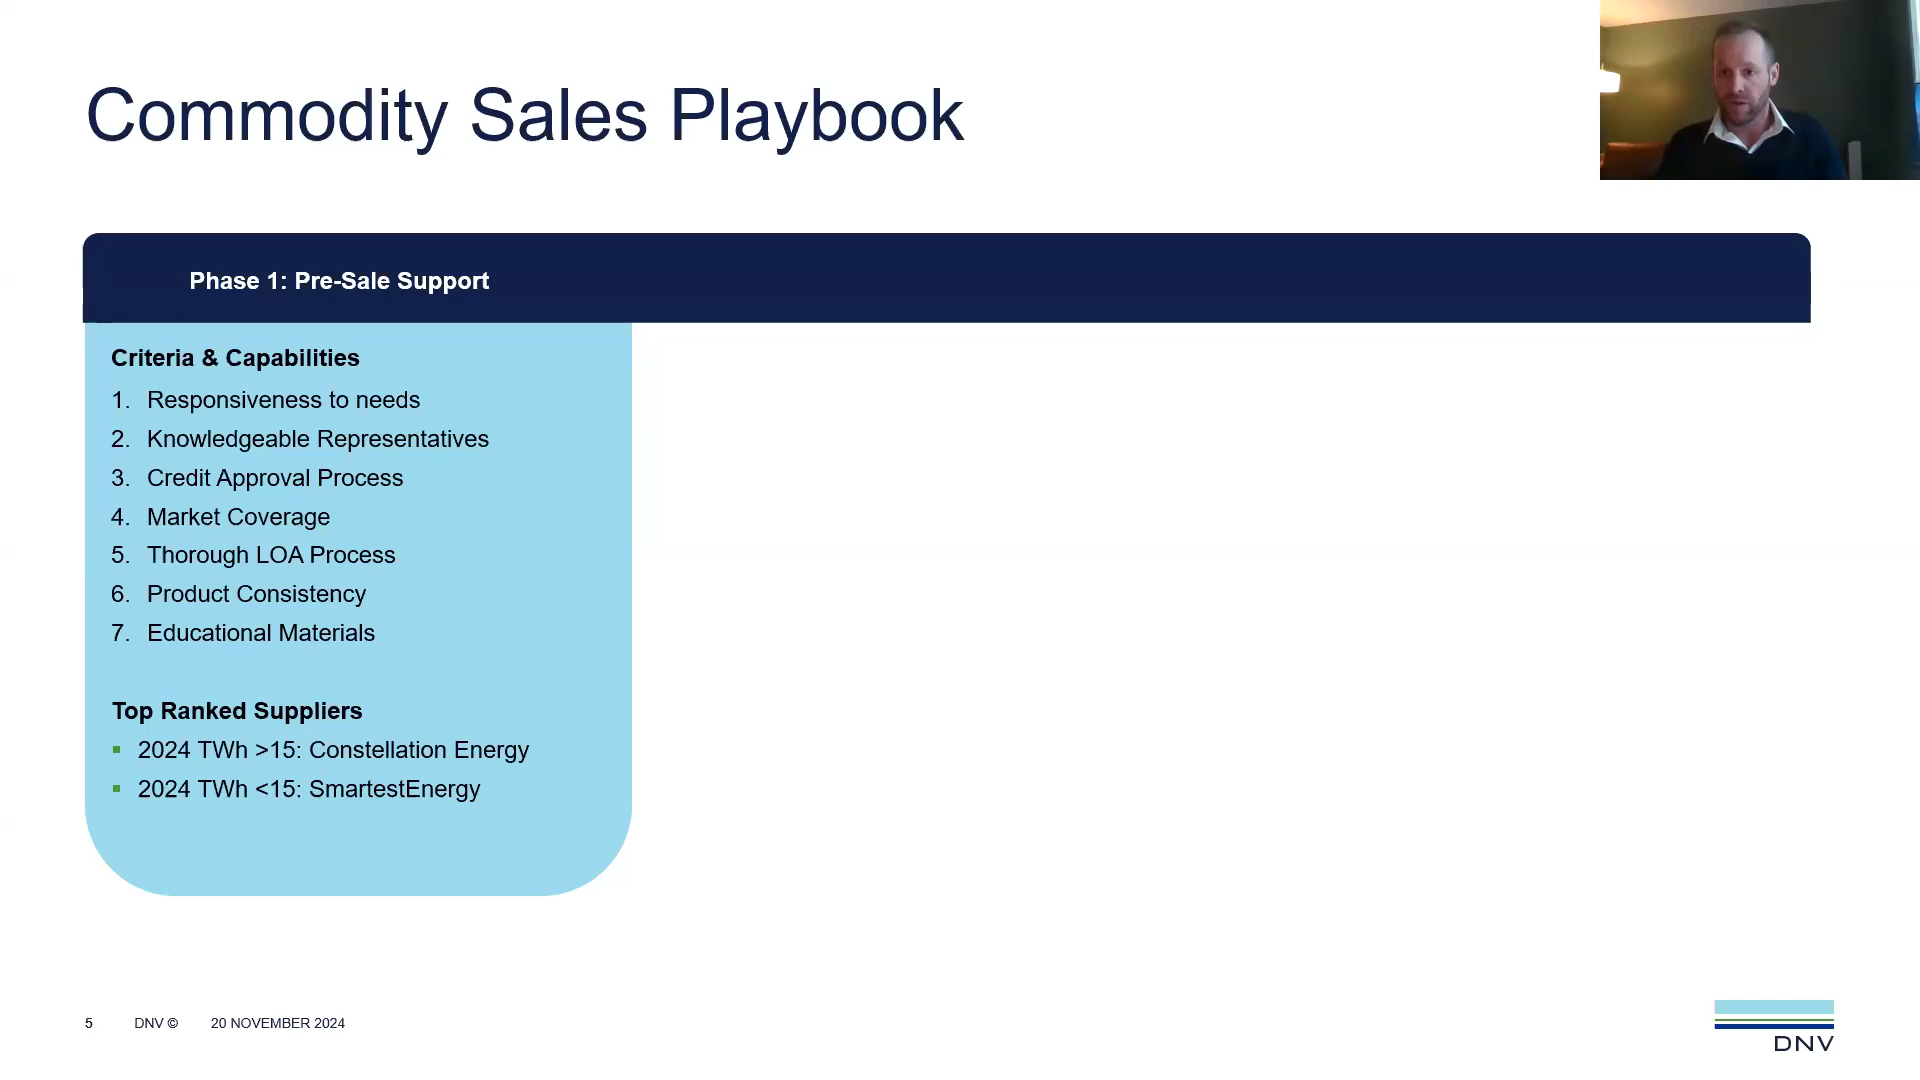 Commodity Sales Playbook
Phase 1: Pre-Sale Support
Criteria & Capabilities
1. Responsiveness to needs
2. Knowledgeable Representatives
3. Credit Approval Process
4. Market Coverage
5. Thorough LOA Process
6. Product Consistency
7. Educational Materials
Top Ranked Suppliers
▪ 2024 TWh >15: Constellation Energy
▪ 2024 TWh <15: SmartestEnergy
5 DNV © 20 NOVEMBER 2024
DNV